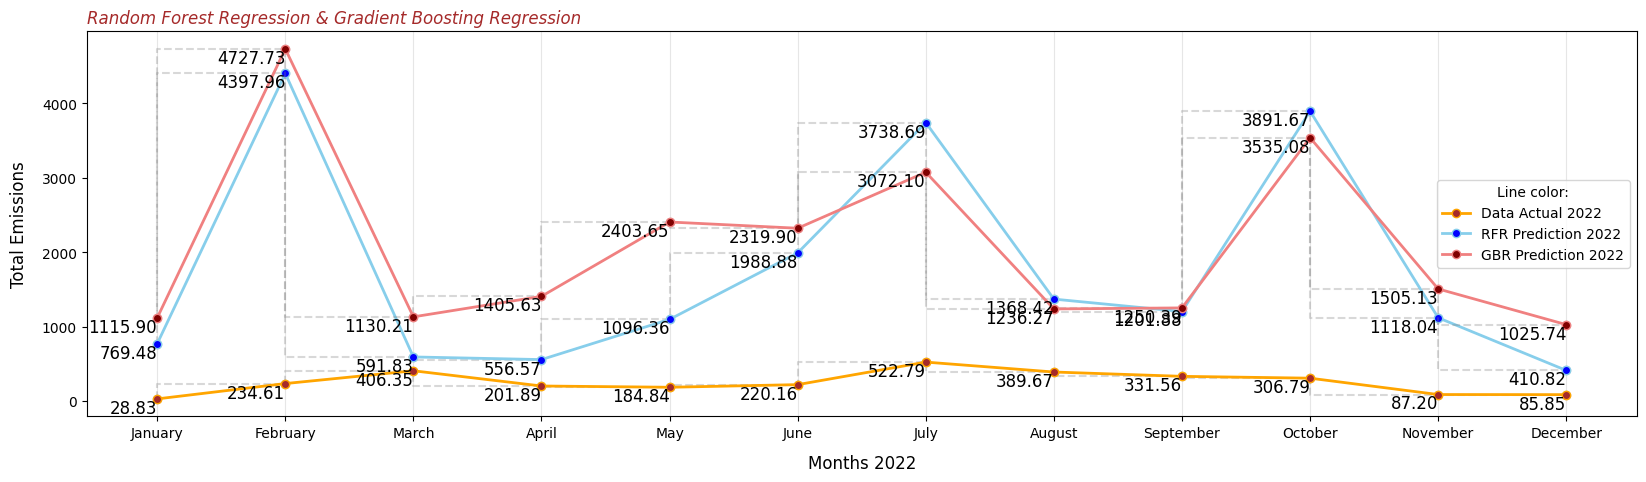 Random Forest Regression & Gradient Boosting Regression
Total Emissions
4000
3000
2000
1000
0
4727.73
4397.96
3891.67
3738.69
3535.08
3072.10
2403.65
2319.90
1988.88
1405.63
1368.42
1236.27
1250.39
1115.90
1130.21
1096.36
1505.13
1118.04
1025.74
769.48
591.83
556.57
406.35
522.79
389.67
331.56
306.79
410.82
28.83
234.61
201.89
184.84
220.16
87.20
85.85
Line color:
Data Actual 2022
RFR Prediction 2022
GBR Prediction 2022
January
February
March
April
May
June
July
August
September
October
November
December
Months 2022